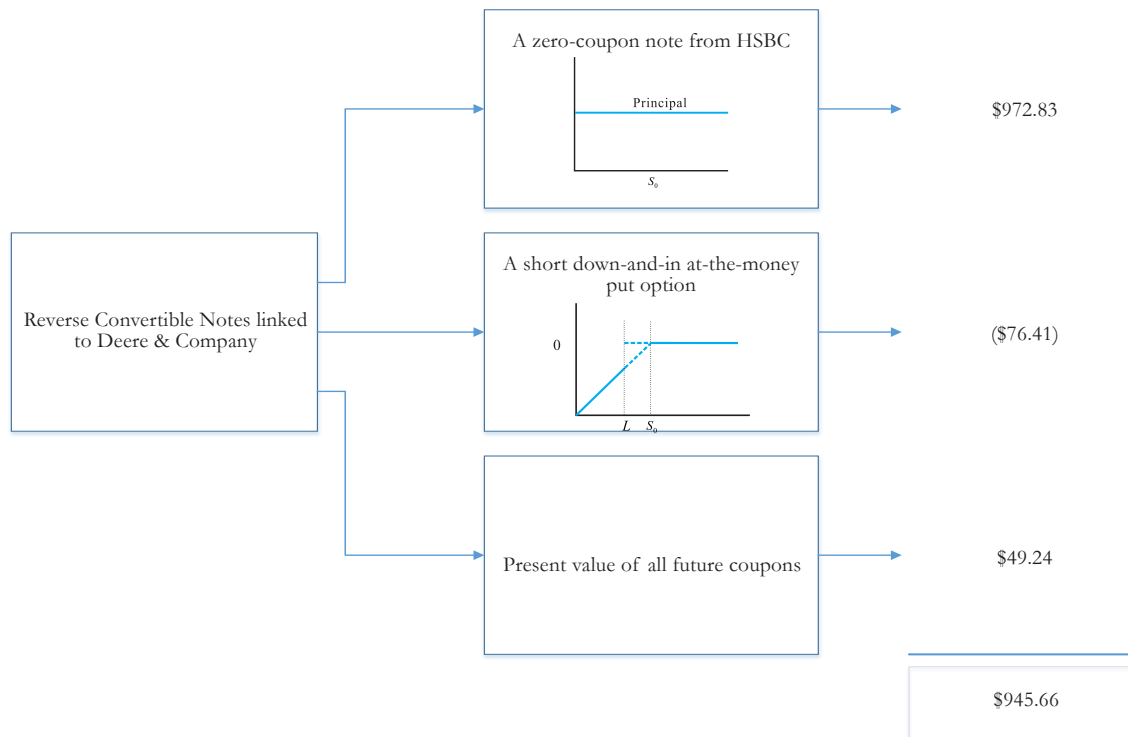 A zero-coupon note from HSBC
Principal
S₀
$972.83
Reverse Convertible Notes linked
to Deere & Company
A short down-and-in at-the-money
put option
0
L S₀
($76.41)
Present value of all future coupons
$49.24
$945.66